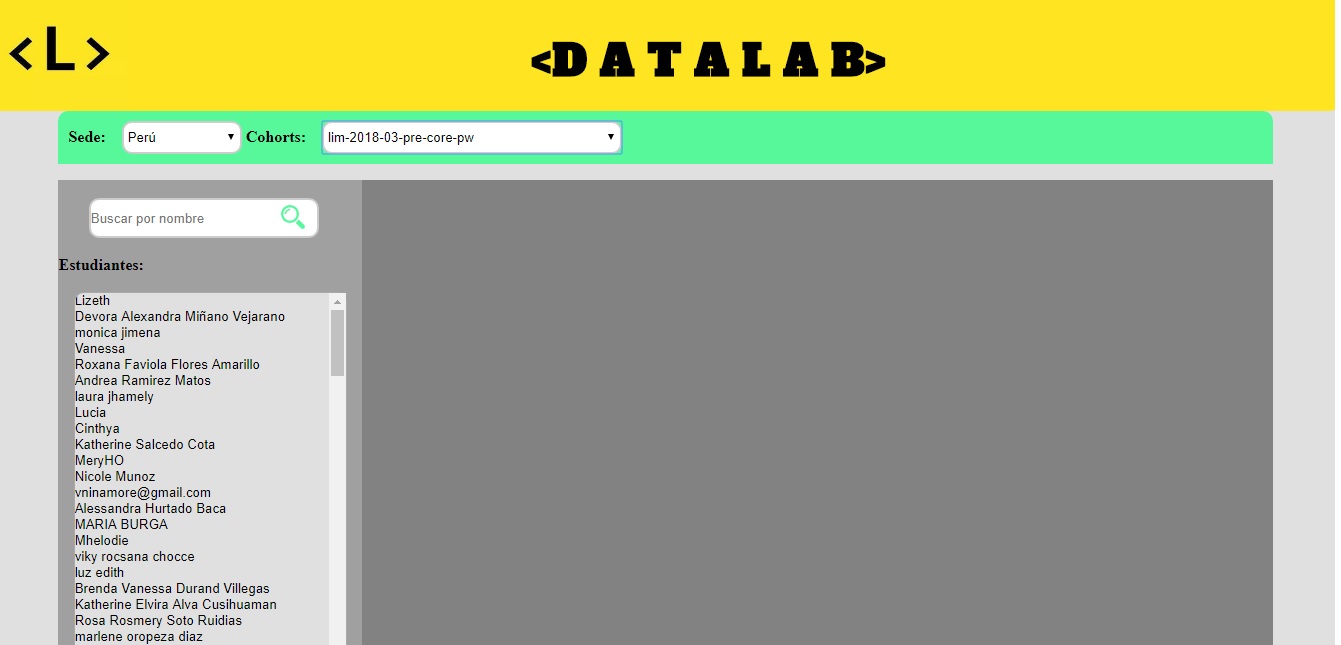 <L>
<DATALAB>
Sede: Perú Cohorts: lim-2018-03-pre-core-pw
Buscar por nombre
Estudiantes:
Lizeth
Devora Alexandra Miñano Vejarano
monica jimena
Vanessa
Roxana Faviola Flores Amarillo
Andrea Ramirez Matos
laura jhamely
Lucia
Cinthya
Katherine Salcedo Cota
MeryHO
Nicole Munoz
vninamore@gmail.com
Alessandra Hurtado Baca
MARIA BURGA
Mhelodie
viky rocsana chocce
luz edith
Brenda Vanessa Durand Villegas
Katherine Elvira Alva Cusihuaman
Rosa Rosmery Soto Ruidias
marlene oropeza diaz